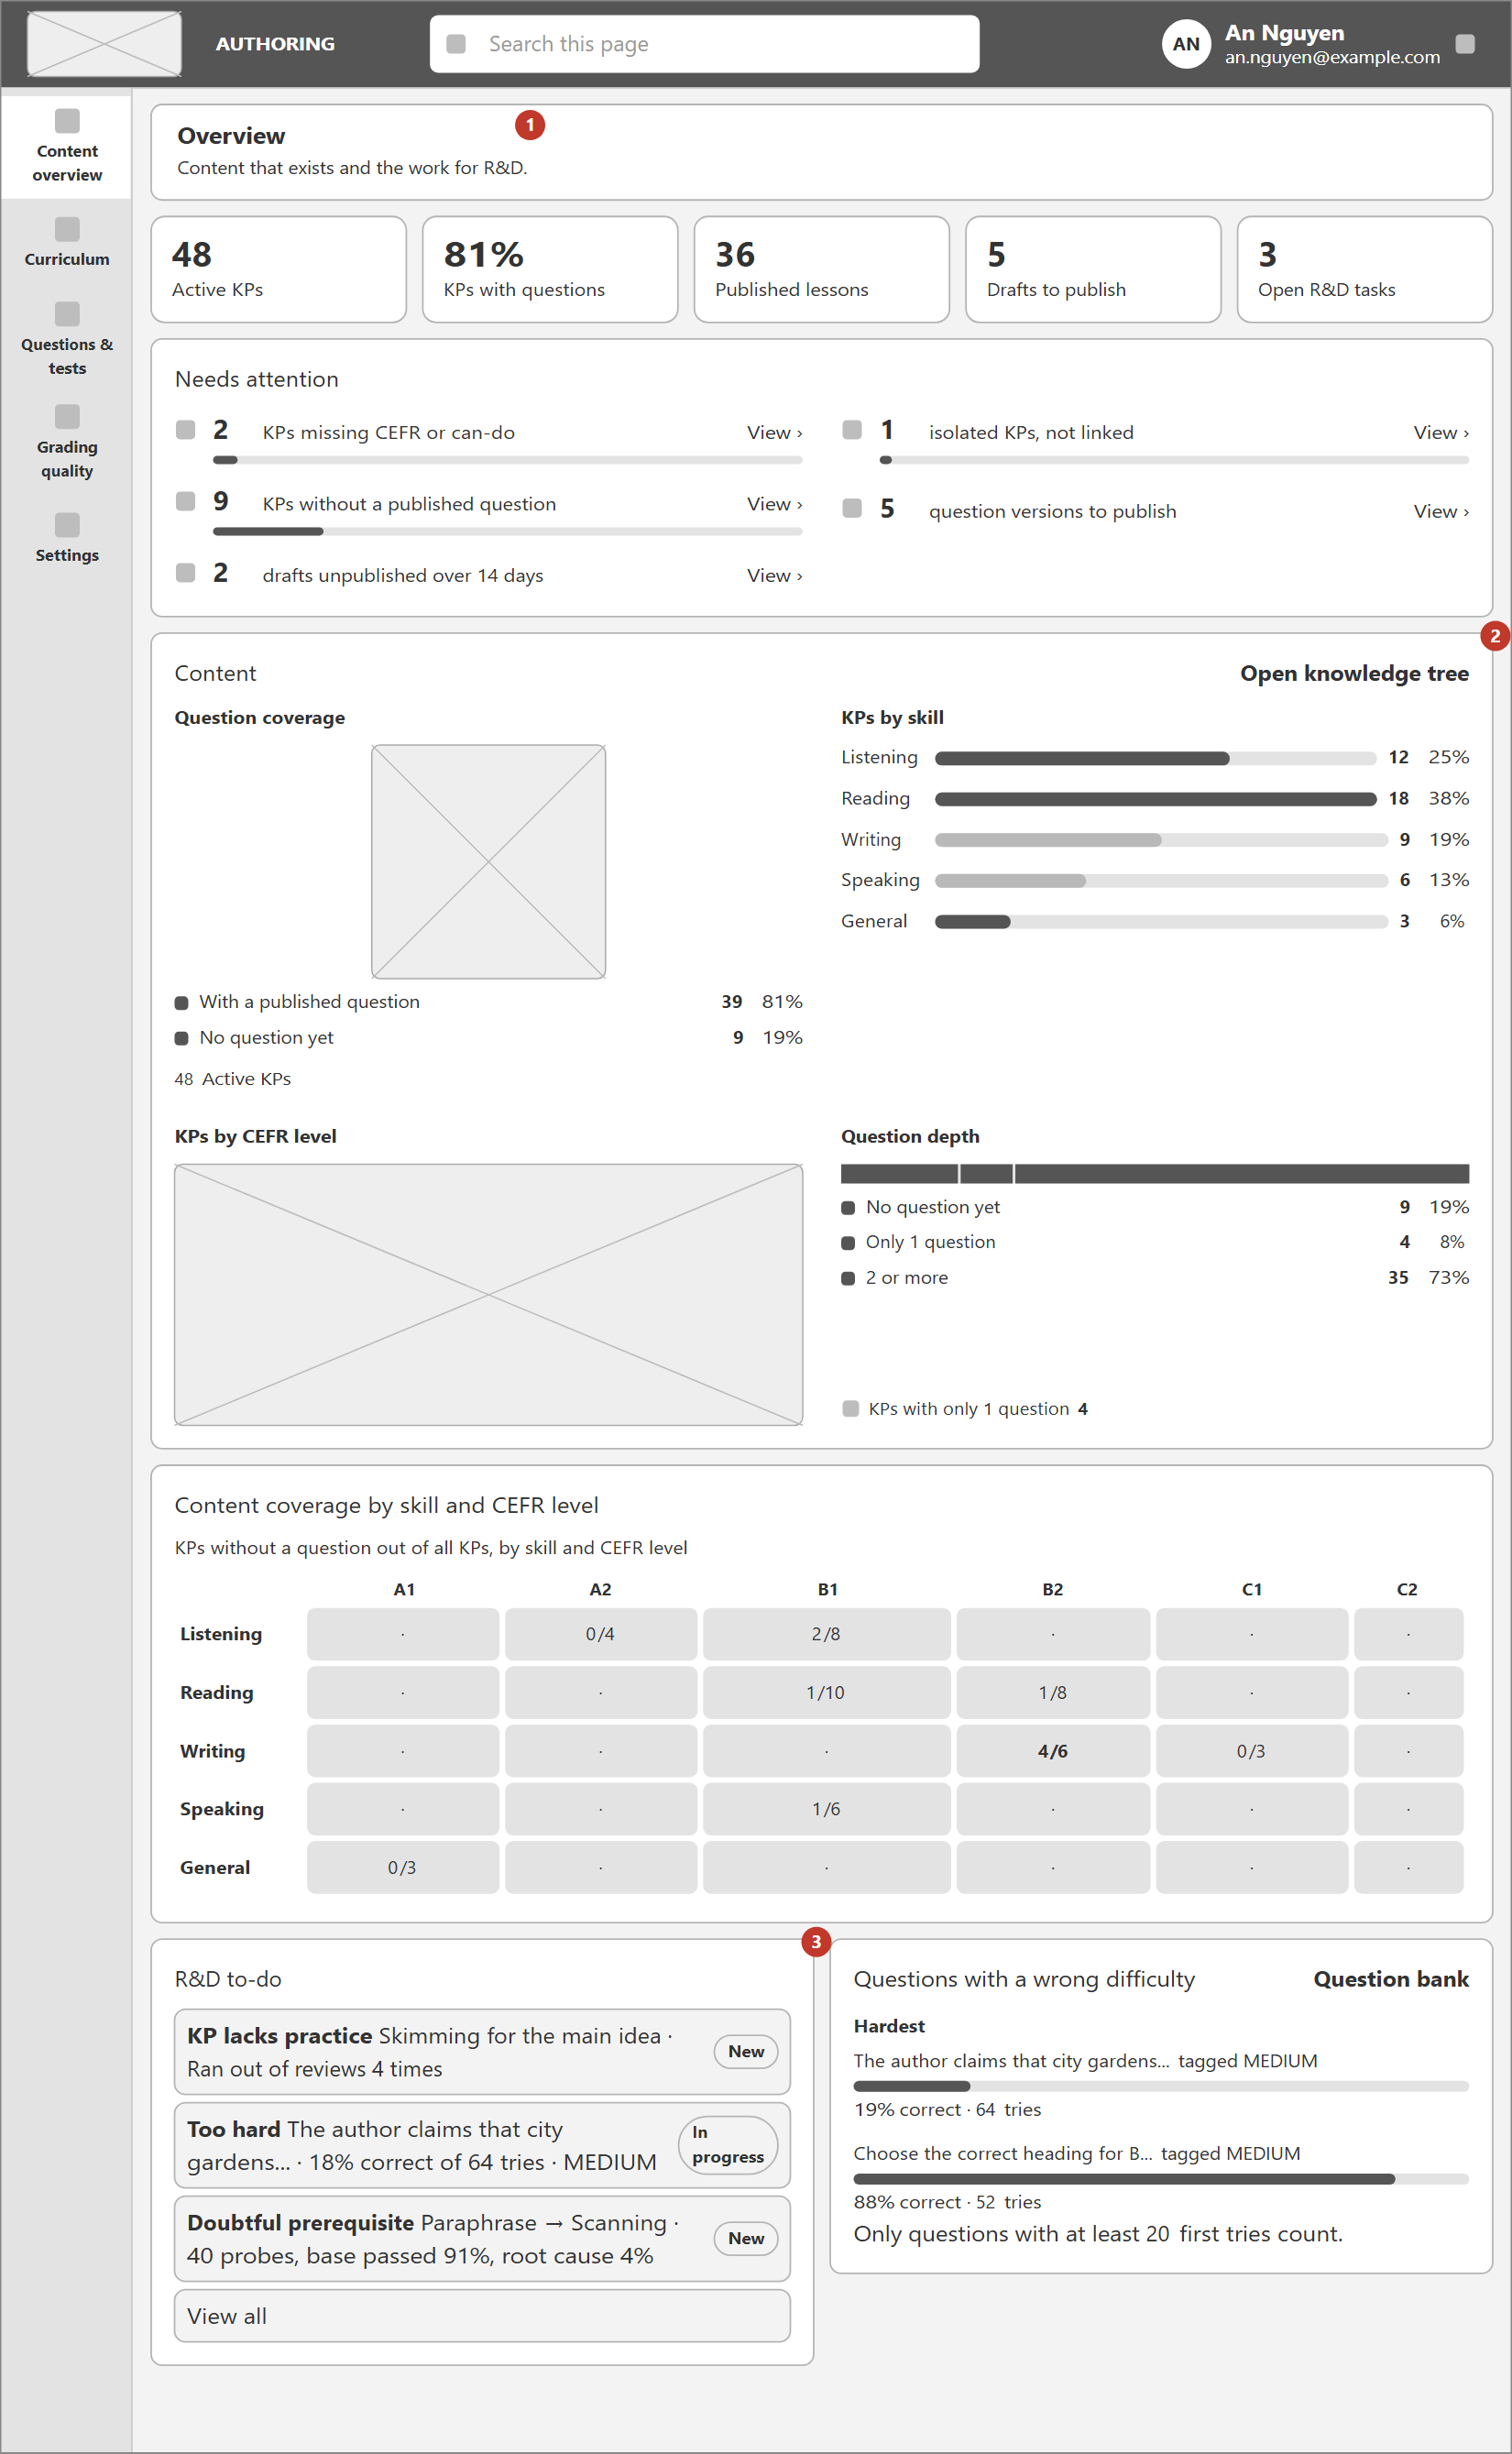 AUTHORING
Search this page
AN
An Nguyen
an.nguyen@example.com
Content
overview
Curriculum
Questions &
tests
Grading
quality
Settings
Overview
1
Content that exists and the work for R&D.
48
Active KPs
81%
KPs with questions
36
Published lessons
5
Drafts to publish
3
Open R&D tasks
Needs attention
2 KPs missing CEFR or can-do View ›
1 isolated KPs, not linked View ›
9 KPs without a published question View ›
5 question versions to publish View ›
2 drafts unpublished over 14 days View ›
2
Content
Open knowledge tree
Question coverage
With a published question 39 81%
No question yet 9 19%
48 Active KPs
KPs by skill
Listening 12 25%
Reading 18 38%
Writing 9 19%
Speaking 6 13%
General 3 6%
KPs by CEFR level
Question depth
No question yet 9 19%
Only 1 question 4 8%
2 or more 35 73%
KPs with only 1 question 4
Content coverage by skill and CEFR level
KPs without a question out of all KPs, by skill and CEFR level
A1 A2 B1 B2 C1 C2
Listening · 0/4 2/8 · · ·
Reading · · 1/10 1/8 · ·
Writing · · · 4/6 0/3 ·
Speaking · · 1/6 · · ·
General 0/3 · · · · ·
3
R&D to-do
KP lacks practice Skimming for the main idea ·
Ran out of reviews 4 times
New
Too hard The author claims that city
gardens... · 18% correct of 64 tries · MEDIUM
In
progress
Doubtful prerequisite Paraphrase → Scanning ·
40 probes, base passed 91%, root cause 4%
New
View all
Questions with a wrong difficulty
Question bank
Hardest
The author claims that city gardens... tagged MEDIUM
19% correct · 64 tries
Choose the correct heading for B... tagged MEDIUM
88% correct · 52 tries
Only questions with at least 20 first tries count.